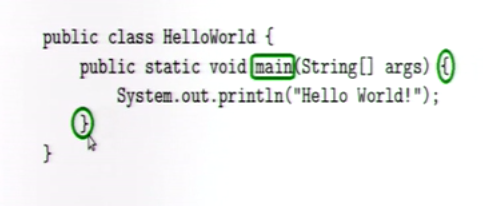 public class HelloWorld {
public static void main(String[] args) {
System.out.println("Hello World!");
}
}